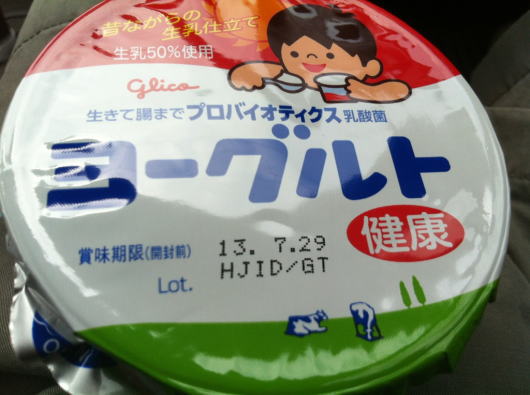 昔ながらの
生乳仕立て
生乳50%使用
glico
生きて腸までプロバイオティクス乳酸菌
ヨーグルト
健康
賞味期限(開封前) 13. 7.29
HJID/GT
Lot.